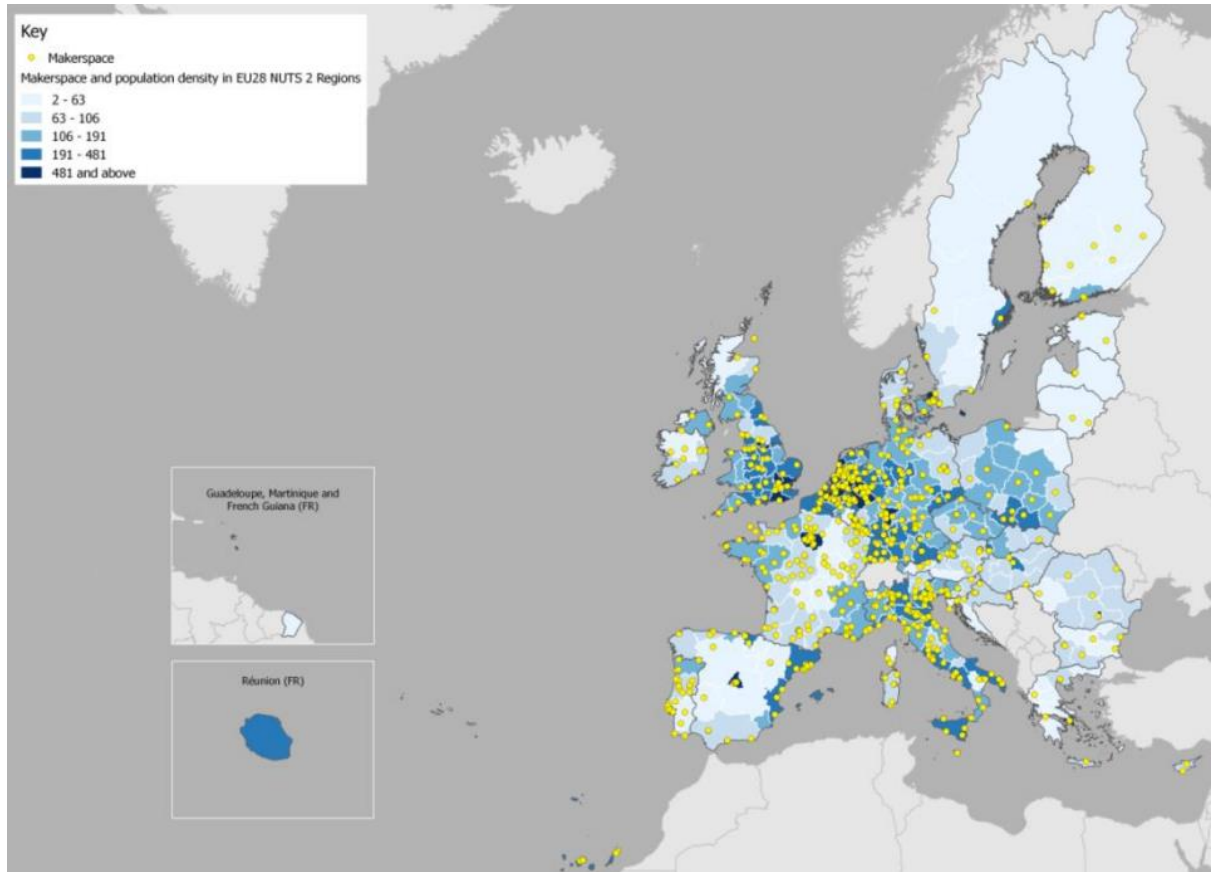 Key
Makerspace
Makerspace and population density in EU28 NUTS 2 Regions
2 - 63
63 - 106
106 - 191
191 - 481
481 and above
Guadeloupe, Martinique and
French Guiana (FR)
Réunion (FR)